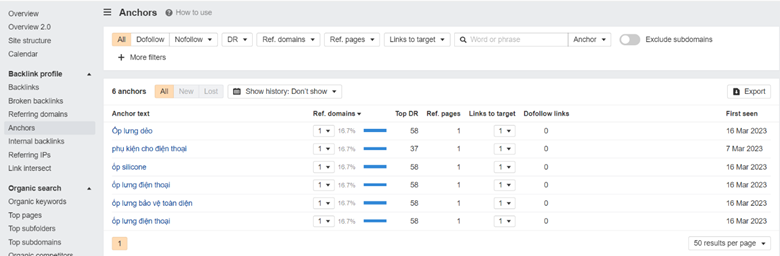 Overview
Overview 2.0
Site structure
Calendar
Backlink profile
Backlinks
Broken backlinks
Referring domains
Anchors
Internal backlinks
Referring IPs
Link intersect
Organic search
Organic keywords
Top pages
Top subfolders
Top subdomains
Organic competitors
Anchors How to use
All Dofollow Nofollow DR Ref. domains Ref. pages Links to target Word or phrase Anchor Exclude subdomains
+ More filters
6 anchors All New Lost Show history: Don't show Export
Anchor text Ref. domains Top DR Ref. pages Links to target Dofollow links First seen
Ốp lưng dẻo 1 16.7% 58 1 1 0 16 Mar 2023
phụ kiện cho điện thoại 1 16.7% 37 1 1 0 7 Mar 2023
ốp silicone 1 16.7% 58 1 1 0 16 Mar 2023
ốp lưng điện thoại 1 16.7% 58 1 1 0 16 Mar 2023
ốp lưng bảo vệ toàn diện 1 16.7% 58 1 1 0 16 Mar 2023
ốp lưng điện thoại 1 16.7% 58 1 1 0 16 Mar 2023
1 50 results per page